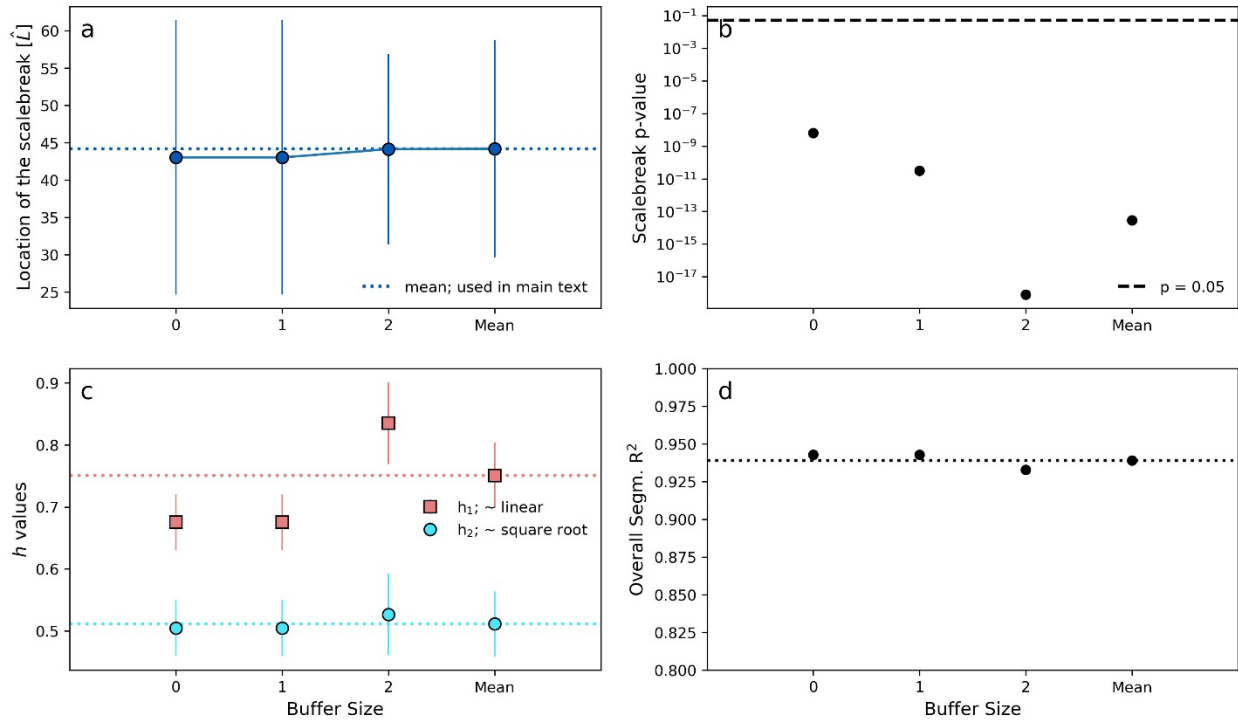 a
Location of the scalebreak [L̂]
60
55
50
45
40
35
30
25
mean; used in main text
0
1
2
Mean
b
Scalebreak p-value
10⁻¹
10⁻³
10⁻⁵
10⁻⁷
10⁻⁹
10⁻¹¹
10⁻¹³
10⁻¹⁵
10⁻¹⁷
p = 0.05
0
1
2
Mean
c
h values
0.9
0.8
0.7
0.6
0.5
h₁; ~ linear
h₂; ~ square root
0
1
2
Mean
Buffer Size
d
Overall Segm. R²
1.000
0.975
0.950
0.925
0.900
0.875
0.850
0.825
0.800
0
1
2
Mean
Buffer Size